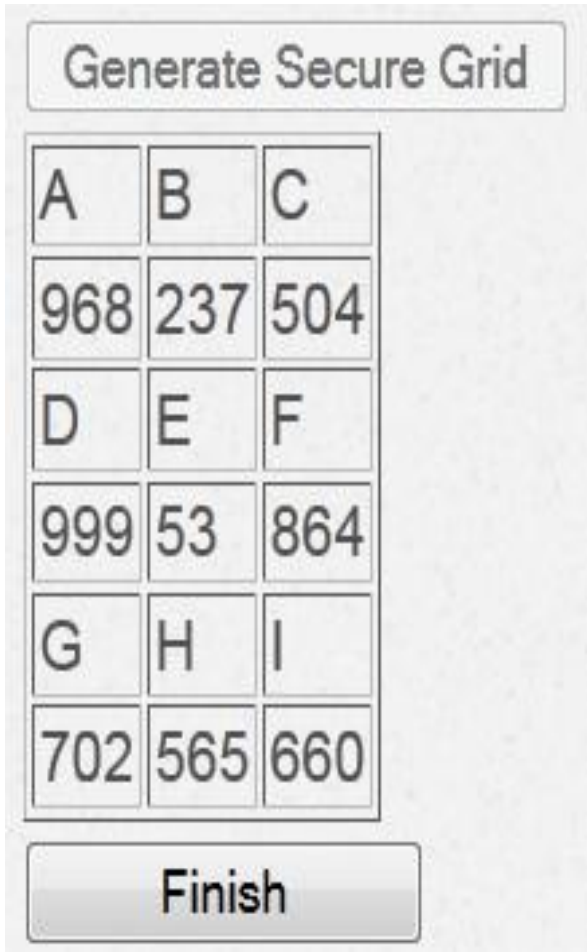 Generate Secure Grid
A B C
968 237 504
D E F
999 53 864
G H I
702 565 660
Finish